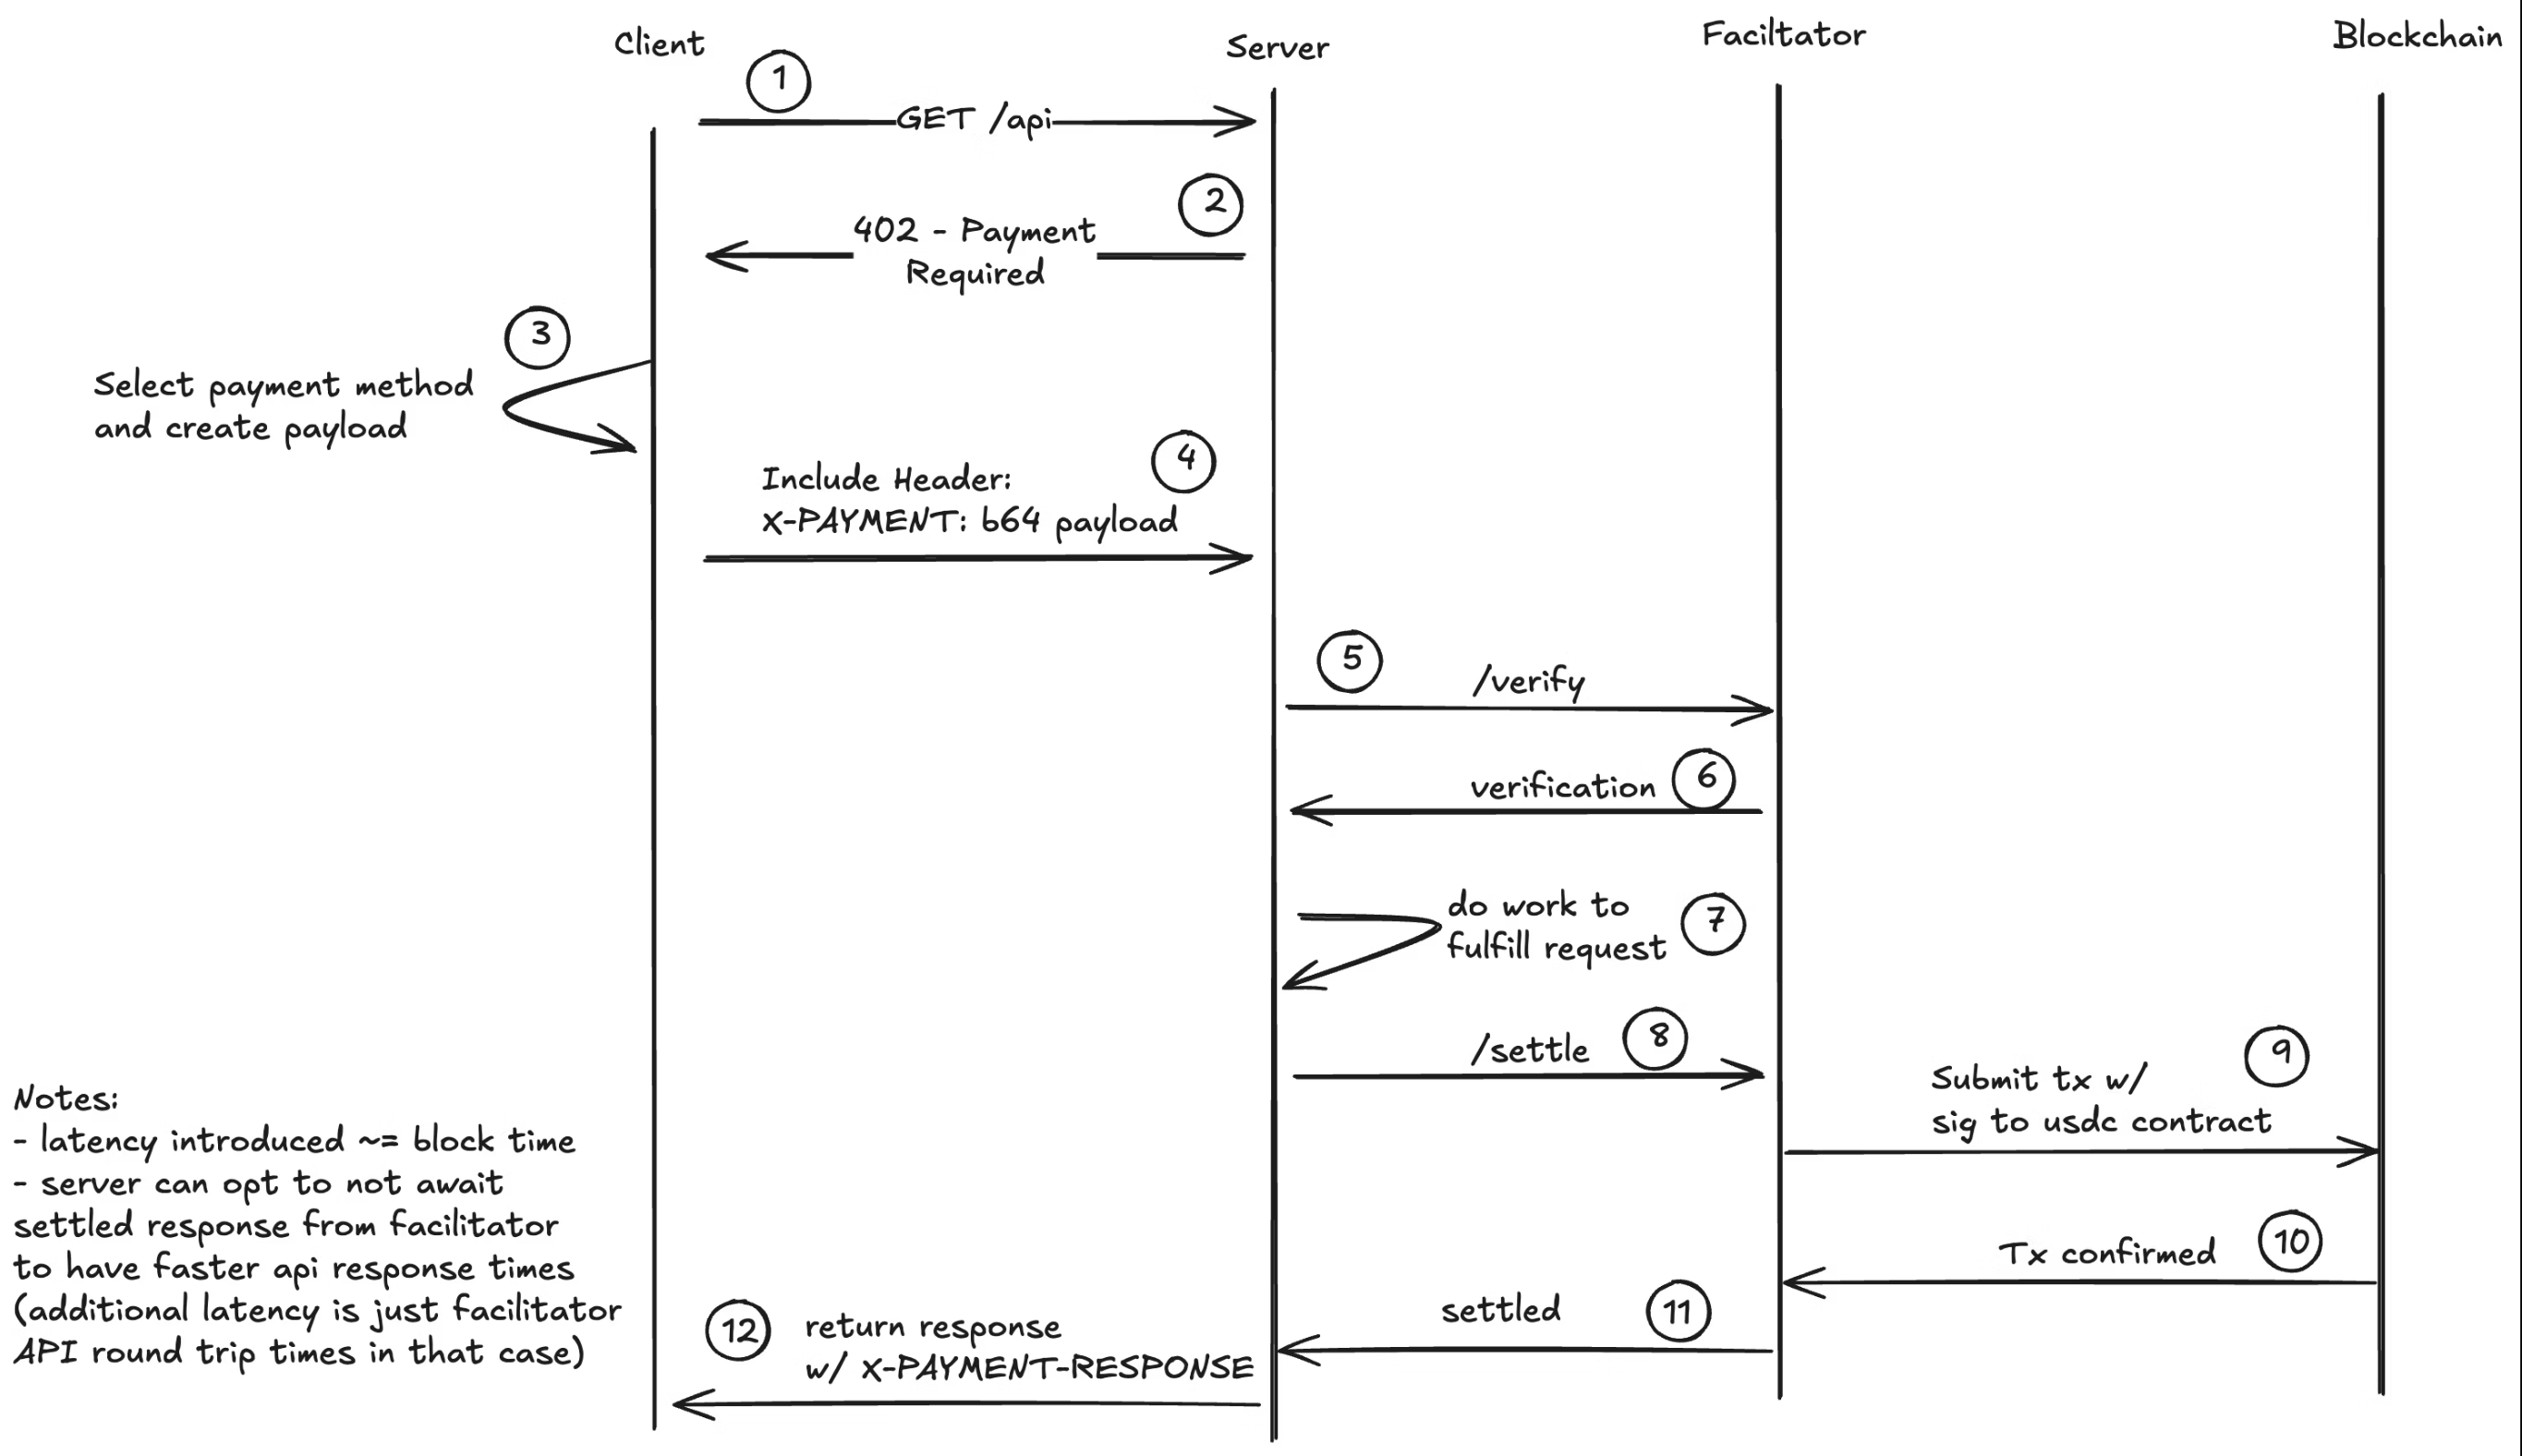 Client
Server
Faciltator
Blockchain
1
GET /api
2
402 - Payment
Required
3
Select payment method
and create payload
4
Include Header:
X-PAYMENT: b64 payload
5
/verify
6
verification
7
do work to
fulfill request
8
/settle
9
Submit tx w/
sig to usdc contract
10
Tx confirmed
11
settled
12
return response
w/ X-PAYMENT-RESPONSE
Notes:
- latency introduced ~= block time
- server can opt to not await
settled response from facilitator
to have faster api response times
(additional latency is just facilitator
API round trip times in that case)